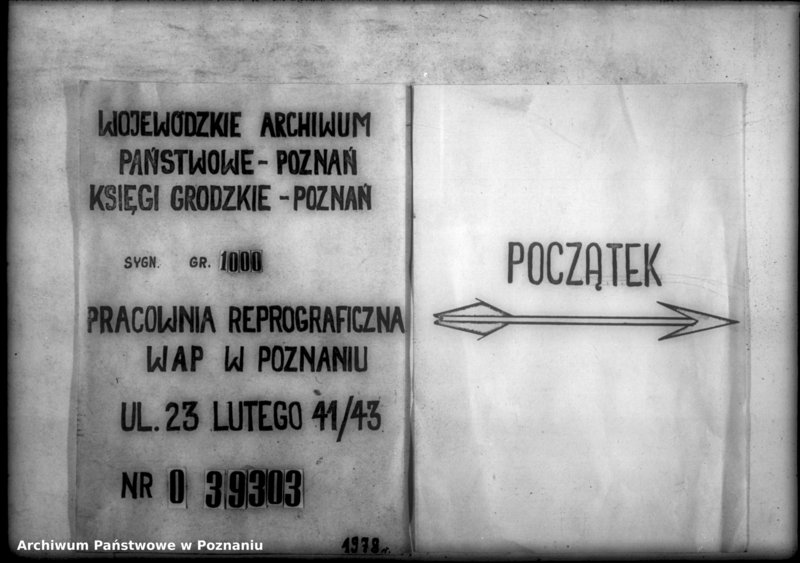 WOJEWÓDZKIE ARCHIWUM
PAŃSTWOWE - POZNAŃ
KSIĘGI GRODZKIE - POZNAŃ
SYGN. GR. 1000
PRACOWNIA REPROGRAFICZNA
WAP W POZNANIU
UL. 23 LUTEGO 41/43
NR 0 39303
1978 r.
POCZĄTEK
Archiwum Państwowe w Poznaniu